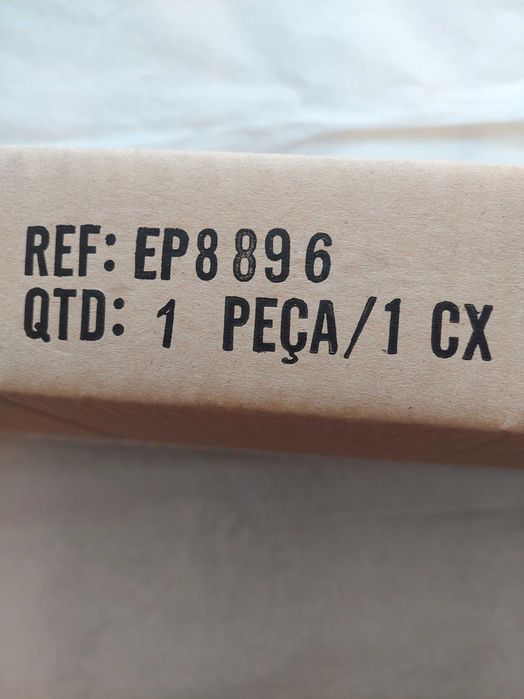 REF: EP8896
QTD: 1 PEÇA/1 CX